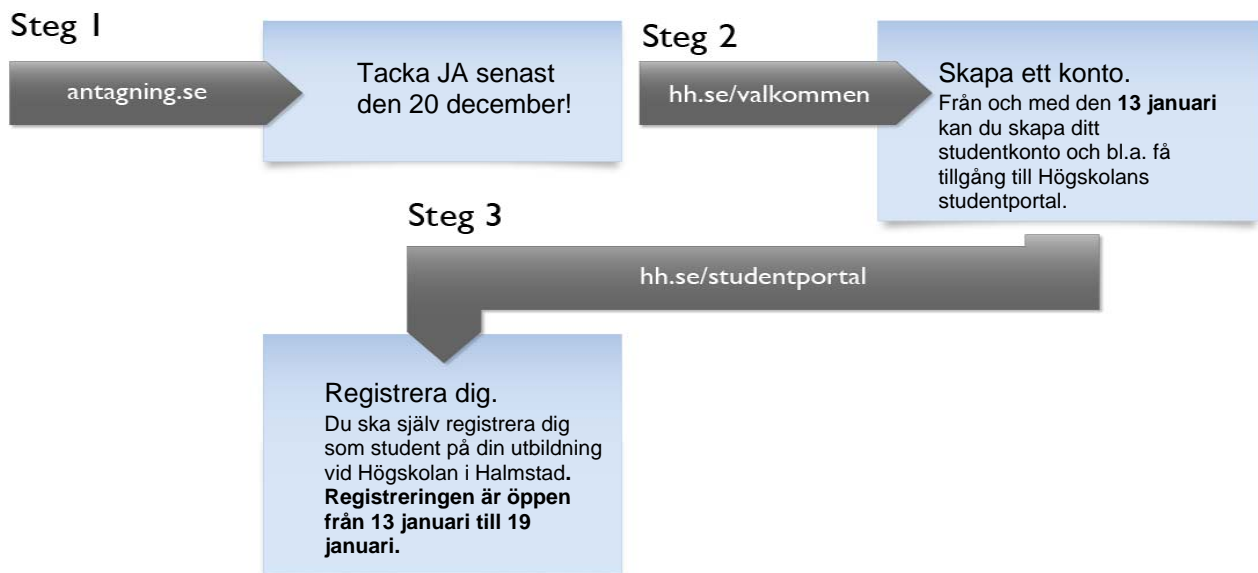 Steg 1
antagning.se
Tacka JA senast
den 20 december!
Steg 2
hh.se/valkommen
Skapa ett konto.
Från och med den 13 januari
kan du skapa ditt
studentkonto och bl.a. få
tillgång till Högskolans
studentportal.
Steg 3
hh.se/studentportal
Registrera dig.
Du ska själv registrera dig
som student på din utbildning
vid Högskolan i Halmstad.
Registreringen är öppen
från 13 januari till 19
januari.